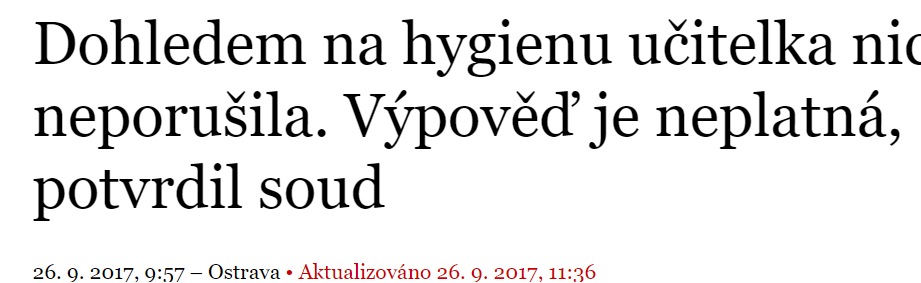 Dohledem na hygienu učitelka nic
neporušila. Výpověď je neplatná,
potvrdil soud
26. 9. 2017, 9:57 – Ostrava • Aktualizováno 26. 9. 2017, 11:36